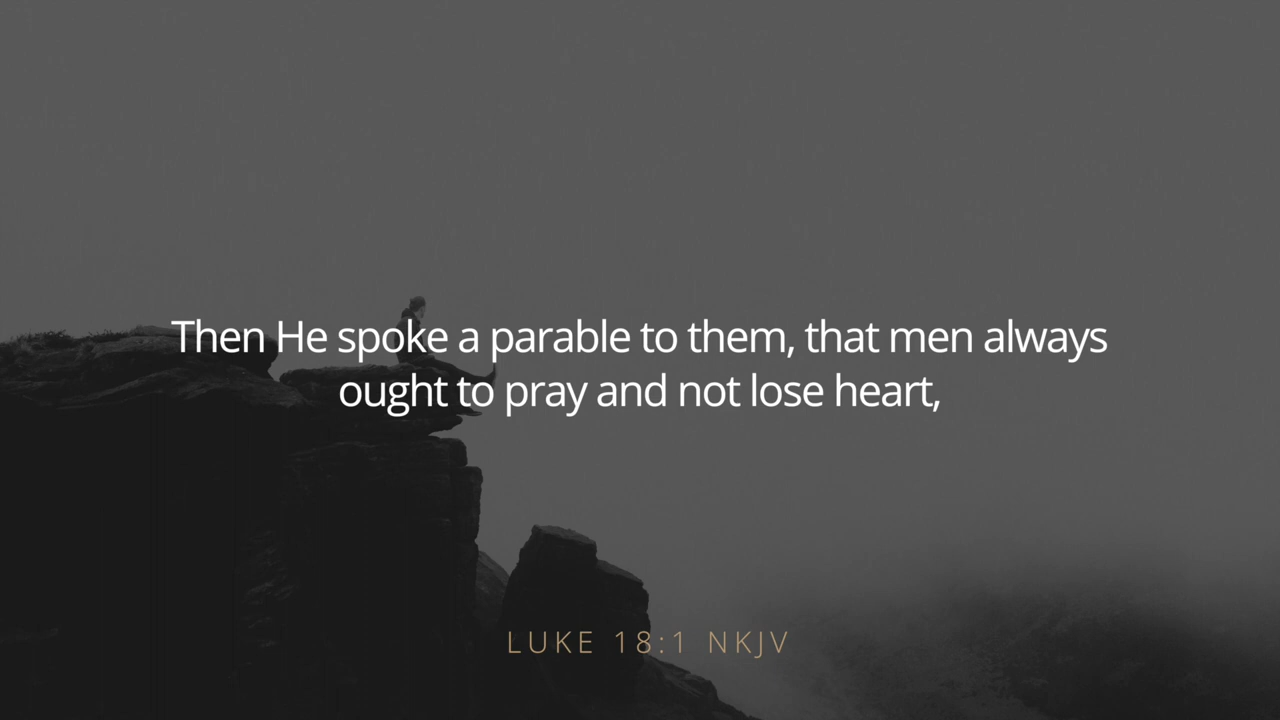 Then He spoke a parable to them, that men always
ought to pray and not lose heart,
LUKE 18:1 NKJV